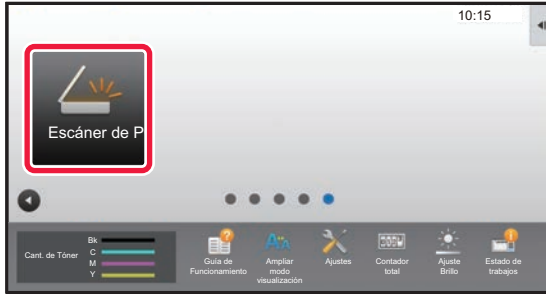 10:15
Escáner de P
Cant. de Tóner
Bk
C
M
Y
Guía de
Funcionamiento
Ampliar
modo
visualización
Ajustes
Contador
total
Ajuste
Brillo
Estado de
trabajos